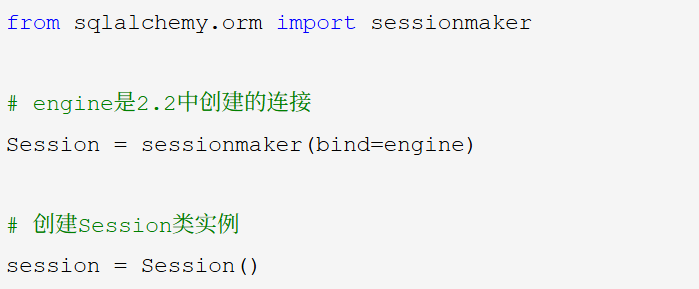 from sqlalchemy.orm import sessionmaker
# engine是2.2中创建的连接
Session = sessionmaker(bind=engine)
# 创建Session类实例
session = Session()